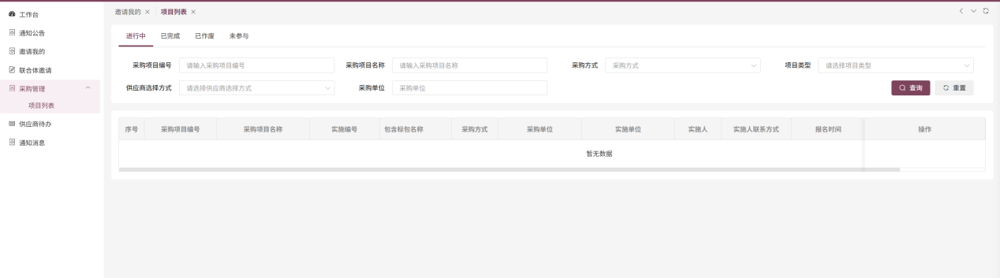 工作台
通知公告
邀请我的
联合体邀请
采购管理
项目列表
供应商待办
通知消息
邀请我的 × 项目列表 ×
进行中 已完成 已作废 未参与
采购项目编号 请输入采购项目编号 采购项目名称 请输入采购项目名称 采购方式 采购方式 项目类型 请选择项目类型
供应商选择方式 请选择供应商选择方式 采购单位 采购单位 查询 重置
序号 采购项目编号 采购项目名称 实施编号 包含标包名称 采购方式 采购单位 实施单位 实施人 实施人联系方式 报名时间 操作
暂无数据